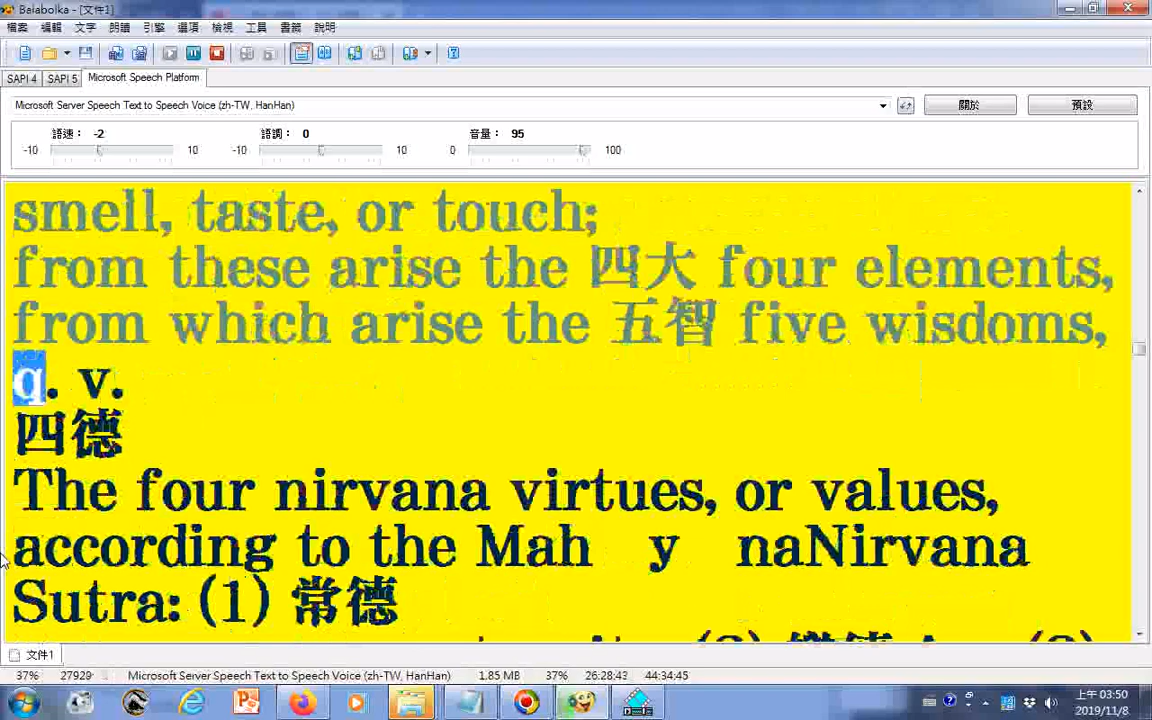 Balabolka - [文件1]
檔案 編輯 文字 朗讀 引擎 選項 檢視 工具 書籤 說明
SAPI 4 SAPI 5 Microsoft Speech Platform
Microsoft Server Speech Text to Speech Voice (zh-TW, HanHan)
關於 預設
語速： -2 語調： 0 音量： 95
-10 10 -10 10 0 100
smell, taste, or touch;
from these arise the 四大 four elements,
from which arise the 五智 five wisdoms,
q. v.
四德
The four nirvana virtues, or values,
according to the Mah y naNirvana
Sutra: (1) 常德
文件1
37% 27929 Microsoft Server Speech Text to Speech Voice (zh-TW, HanHan) 1.85 MB 37% 26:28:43 44:34:45
上午 03:50
2019/11/8